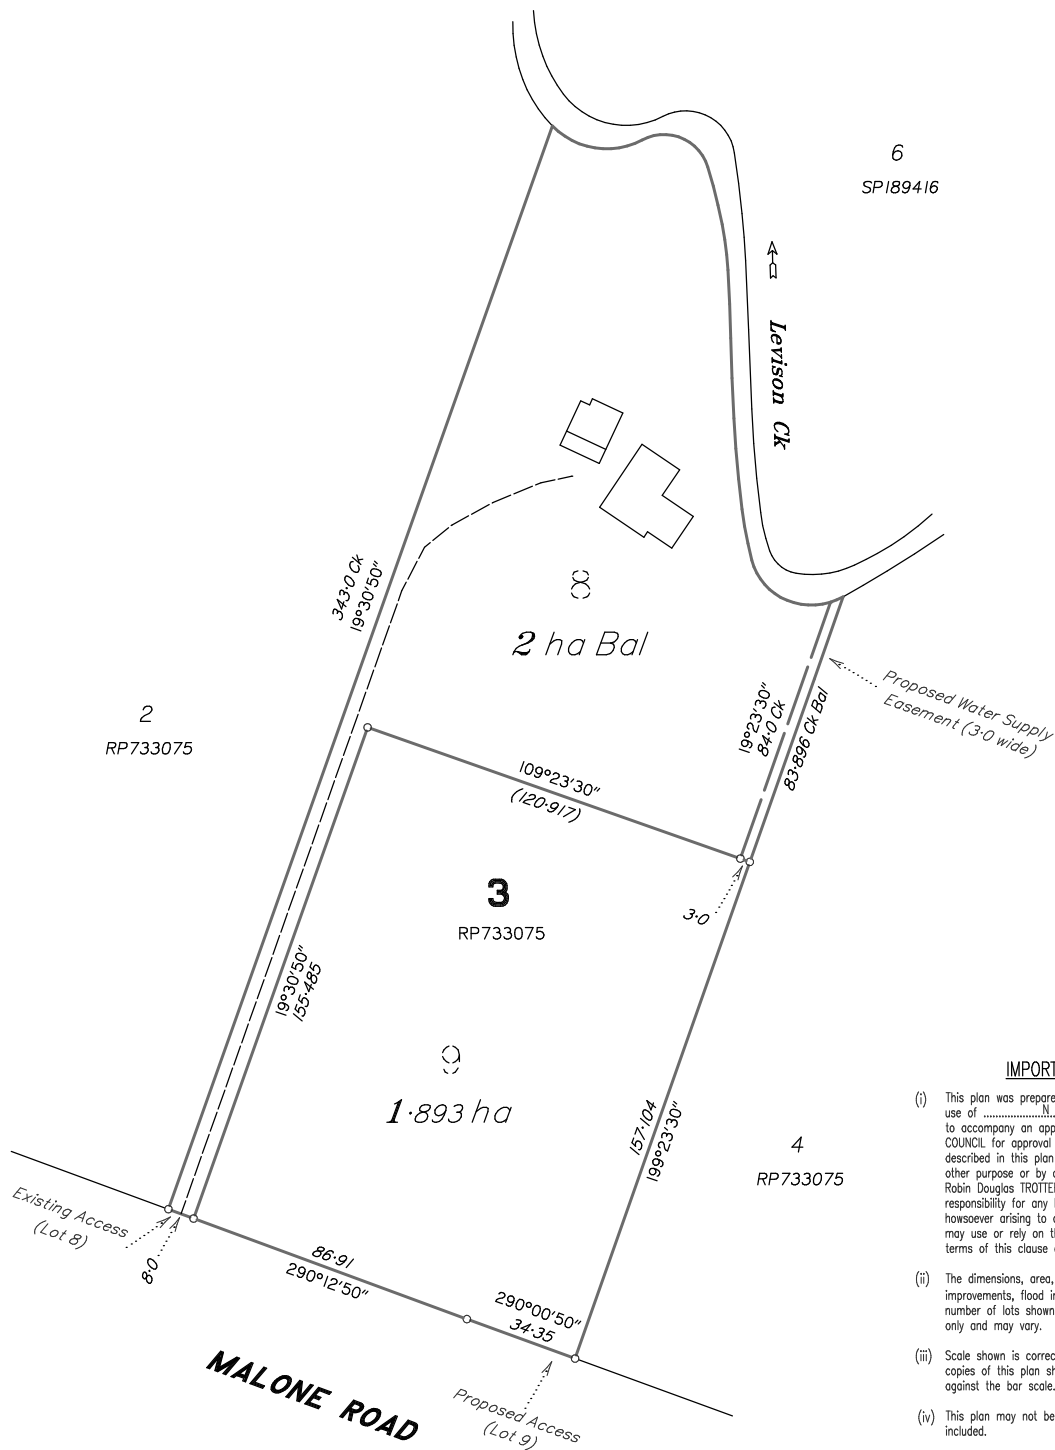 6
SP189416
Levison Ck
343·0 Ck
19°30'50"
8
2 ha Bal
19°23'30"
84·0 Ck
83·896 Ck Bal
Proposed Water Supply
Easement (3·0 wide)
2
RP733075
109°23'30"
(120·917)
3·0
3
RP733075
19°30'50"
155·485
9
1·893 ha
157·104
199°23'30"
4
RP733075
Existing Access
(Lot 8)
8·0
86·91
290°12'50"
290°00'50"
34·35
MALONE ROAD
Proposed Access
(Lot 9)
IMPORT
(i) This plan was prepare
use of ......................N
to accompany an app
COUNCIL for approval
described in this plan
other purpose or by
Robin Douglas TROTTE
responsibility for any
howsoever arising to
may use or rely on t
terms of this clause
(ii) The dimensions, area,
improvements, flood in
number of lots shown
only and may vary.
(iii) Scale shown is correc
copies of this plan sh
against the bar scale.
(iv) This plan may not be
included.